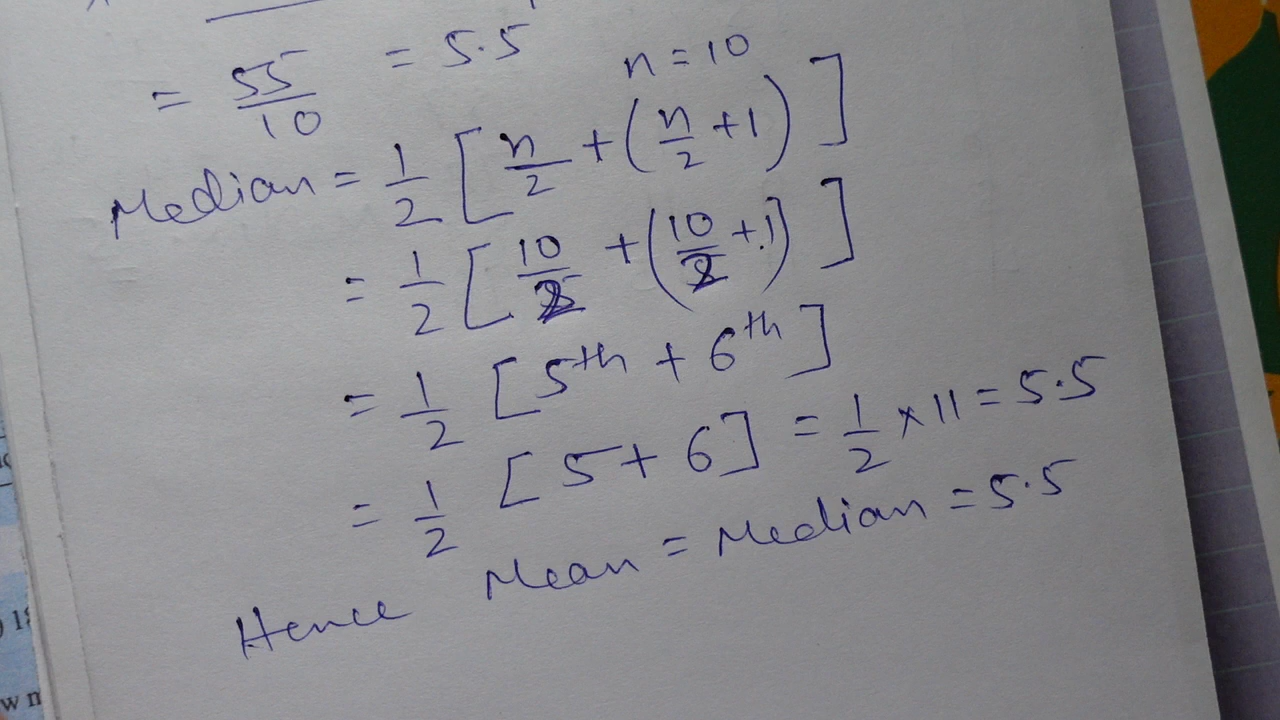 = 55/10 = 5.5
n = 10
Median = 1/2 [n/2 + (n/2 + 1)]
= 1/2 [10/2 + (10/2 + 1)]
= 1/2 [5th + 6th]
= 1/2 [5 + 6] = 1/2 × 11 = 5.5
Hence Mean = Median = 5.5